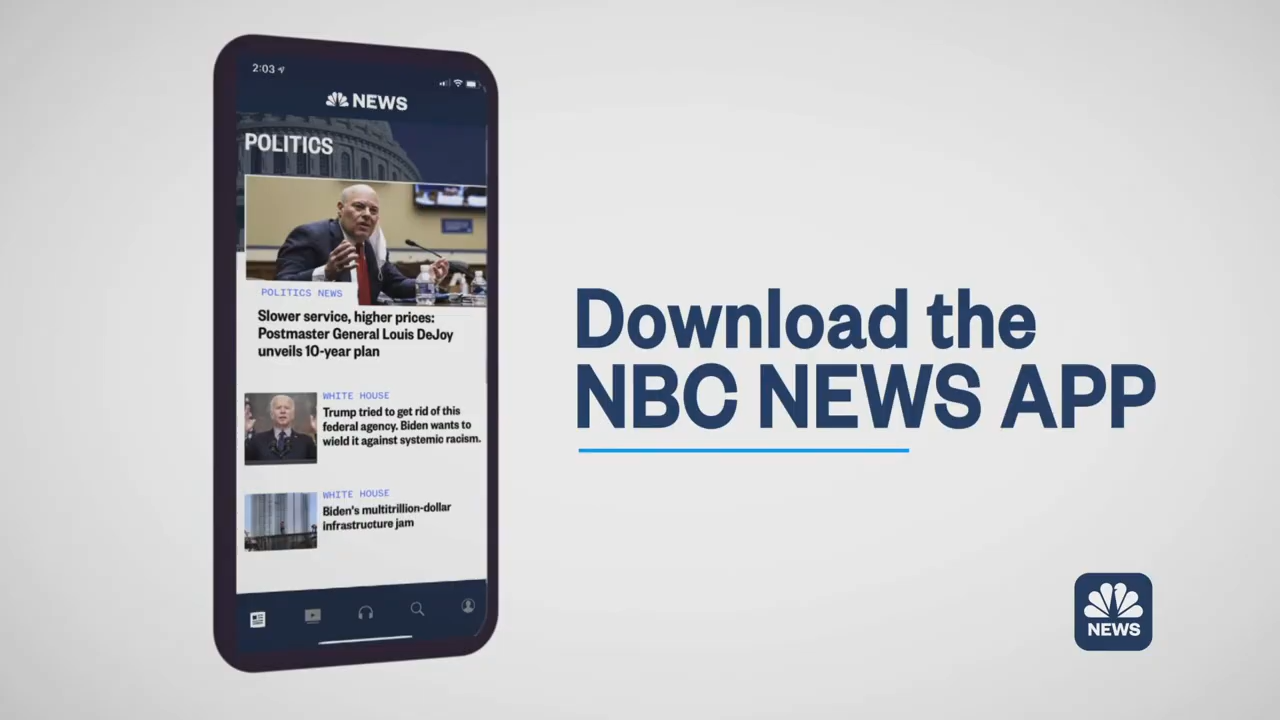 2:03
NEWS
POLITICS
POLITICS NEWS
Slower service, higher prices:
Postmaster General Louis DeJoy
unveils 10-year plan
WHITE HOUSE
Trump tried to get rid of this
federal agency. Biden wants to
wield it against systemic racism.
WHITE HOUSE
Biden's multitrillion-dollar
infrastructure jam
Download the
NBC NEWS APP
NEWS